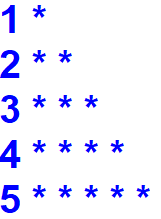 1 *
2 * *
3 * * *
4 * * * *
5 * * * * *